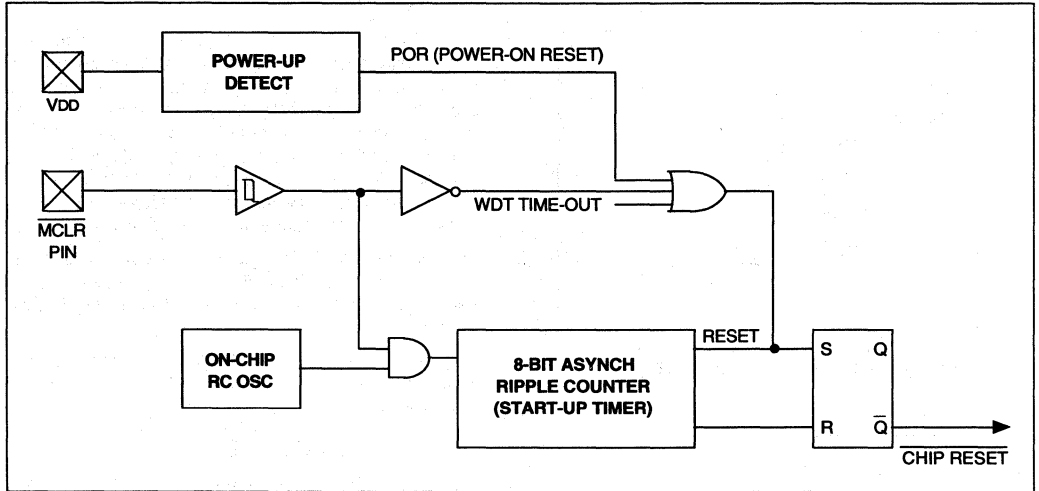 POWER-UP
DETECT
POR (POWER-ON RESET)
VDD
MCLR
PIN
WDT TIME-OUT
ON-CHIP
RC OSC
8-BIT ASYNCH
RIPPLE COUNTER
(START-UP TIMER)
RESET
S Q
R Q̅
CHIP RESET